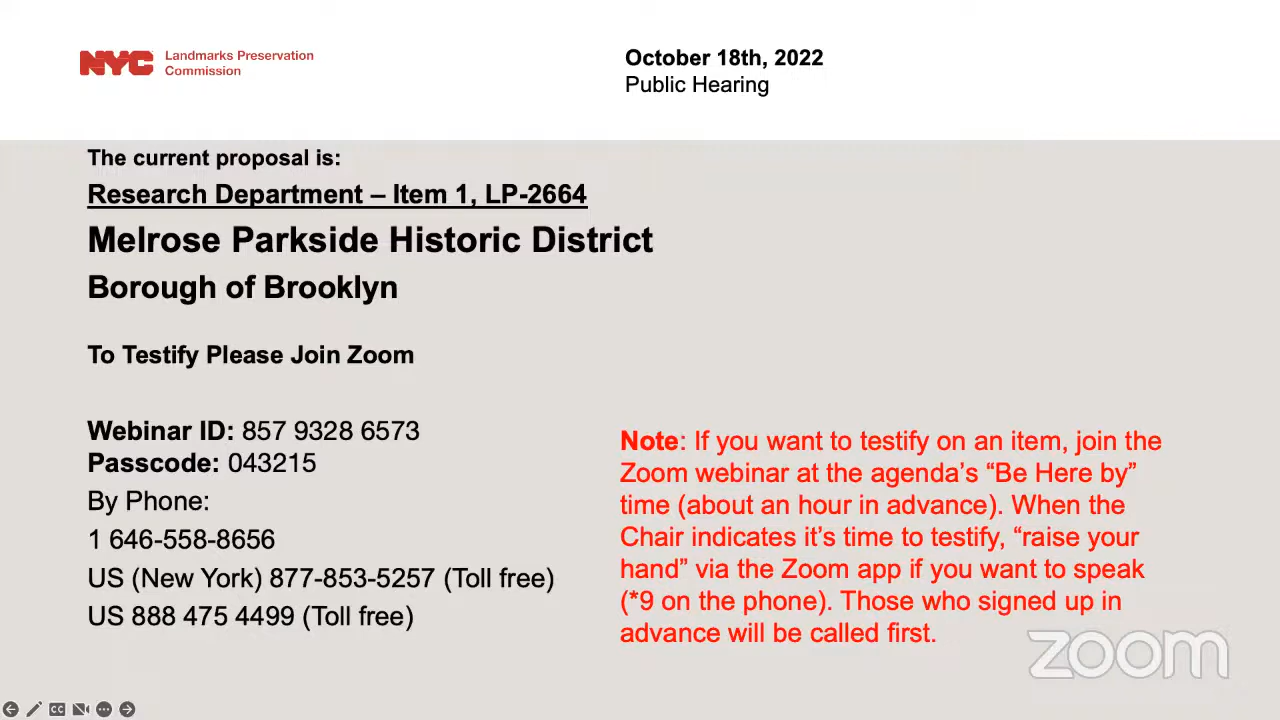 NYC Landmarks Preservation
Commission
October 18th, 2022
Public Hearing
The current proposal is:
Research Department – Item 1, LP-2664
Melrose Parkside Historic District
Borough of Brooklyn
To Testify Please Join Zoom
Webinar ID: 857 9328 6573
Passcode: 043215
By Phone:
1 646-558-8656
US (New York) 877-853-5257 (Toll free)
US 888 475 4499 (Toll free)
Note: If you want to testify on an item, join the
Zoom webinar at the agenda’s “Be Here by”
time (about an hour in advance). When the
Chair indicates it’s time to testify, “raise your
hand” via the Zoom app if you want to speak
(*9 on the phone). Those who signed up in
advance will be called first.
zoom
CC